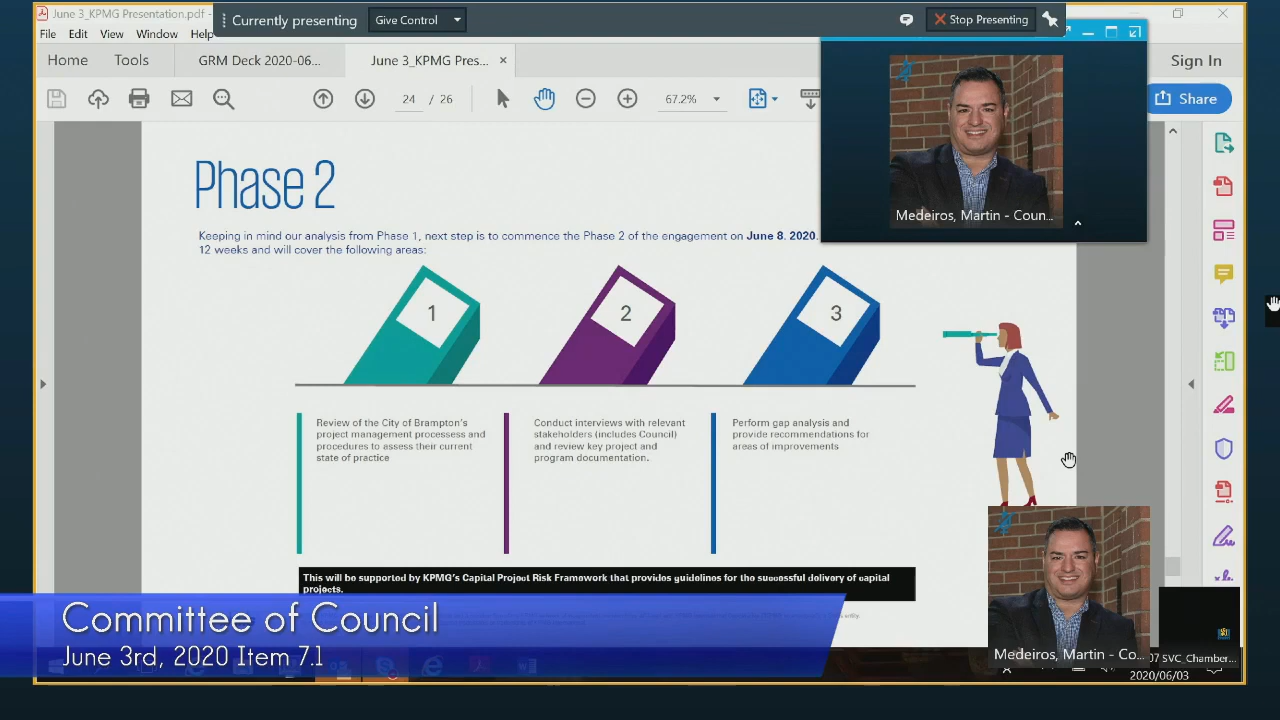 June 3_KPMG Presentation.pdf -
Currently presenting
Give Control
Stop Presenting
File Edit View Window Help
Home Tools GRM Deck 2020-06... June 3_KPMG Pres... × Sign In
24 / 26 67.2% Share
Medeiros, Martin - Coun...
Phase 2
Keeping in mind our analysis from Phase 1, next step is to commence the Phase 2 of the engagement on June 8, 2020.
12 weeks and will cover the following areas:
1 2 3
Review of the City of Brampton's
project management processess and
procedures to assess their current
state of practice
Conduct interviews with relevant
stakeholders (includes Council)
and review key project and
program documentation.
Perform gap analysis and
provide recommendations for
areas of improvements
This will be supported by KPMG's Capital Project Risk Framework that provides guidelines for the successful delivery of capital
projects.
Committee of Council
June 3rd, 2020 Item 7.1
Medeiros, Martin - Co...
07 SVC_Chamber...
2020/06/03